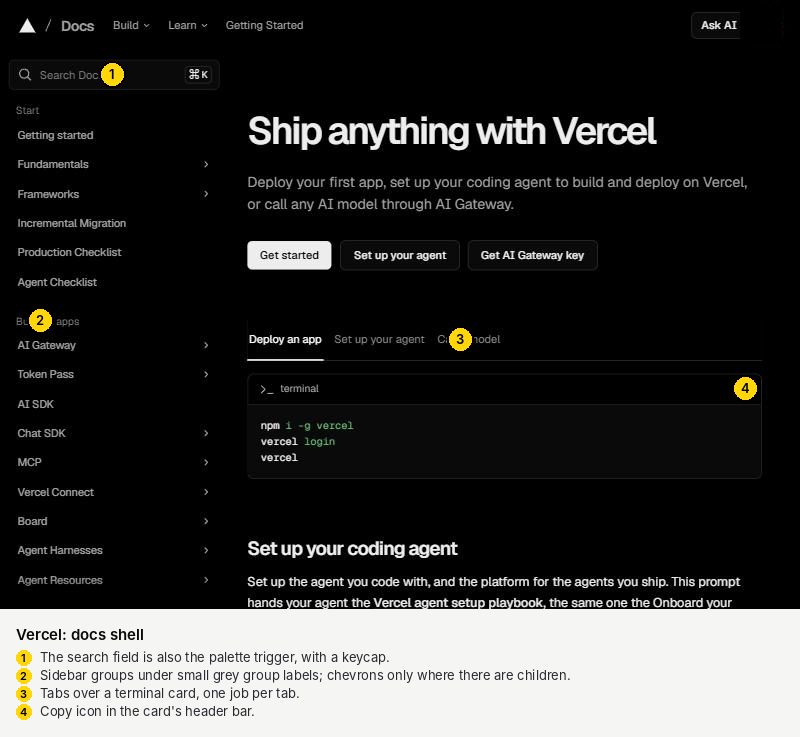 / Docs Build Learn Getting Started Ask AI
Search Doc 1 ⌘K
Start
Getting started
Fundamentals
Frameworks
Incremental Migration
Production Checklist
Agent Checklist
2 apps
AI Gateway
Token Pass
AI SDK
Chat SDK
MCP
Vercel Connect
Board
Agent Harnesses
Agent Resources
Ship anything with Vercel
Deploy your first app, set up your coding agent to build and deploy on Vercel,
or call any AI model through AI Gateway.
Get started Set up your agent Get AI Gateway key
Deploy an app Set up your agent 3
>_ terminal 4
npm i -g vercel
vercel login
vercel
Set up your coding agent
Set up the agent you code with, and the platform for the agents you ship. This prompt
hands your agent the Vercel agent setup playbook, the same one the Onboard your
Vercel: docs shell
1 The search field is also the palette trigger, with a keycap.
2 Sidebar groups under small grey group labels; chevrons only where there are children.
3 Tabs over a terminal card, one job per tab.
4 Copy icon in the card's header bar.